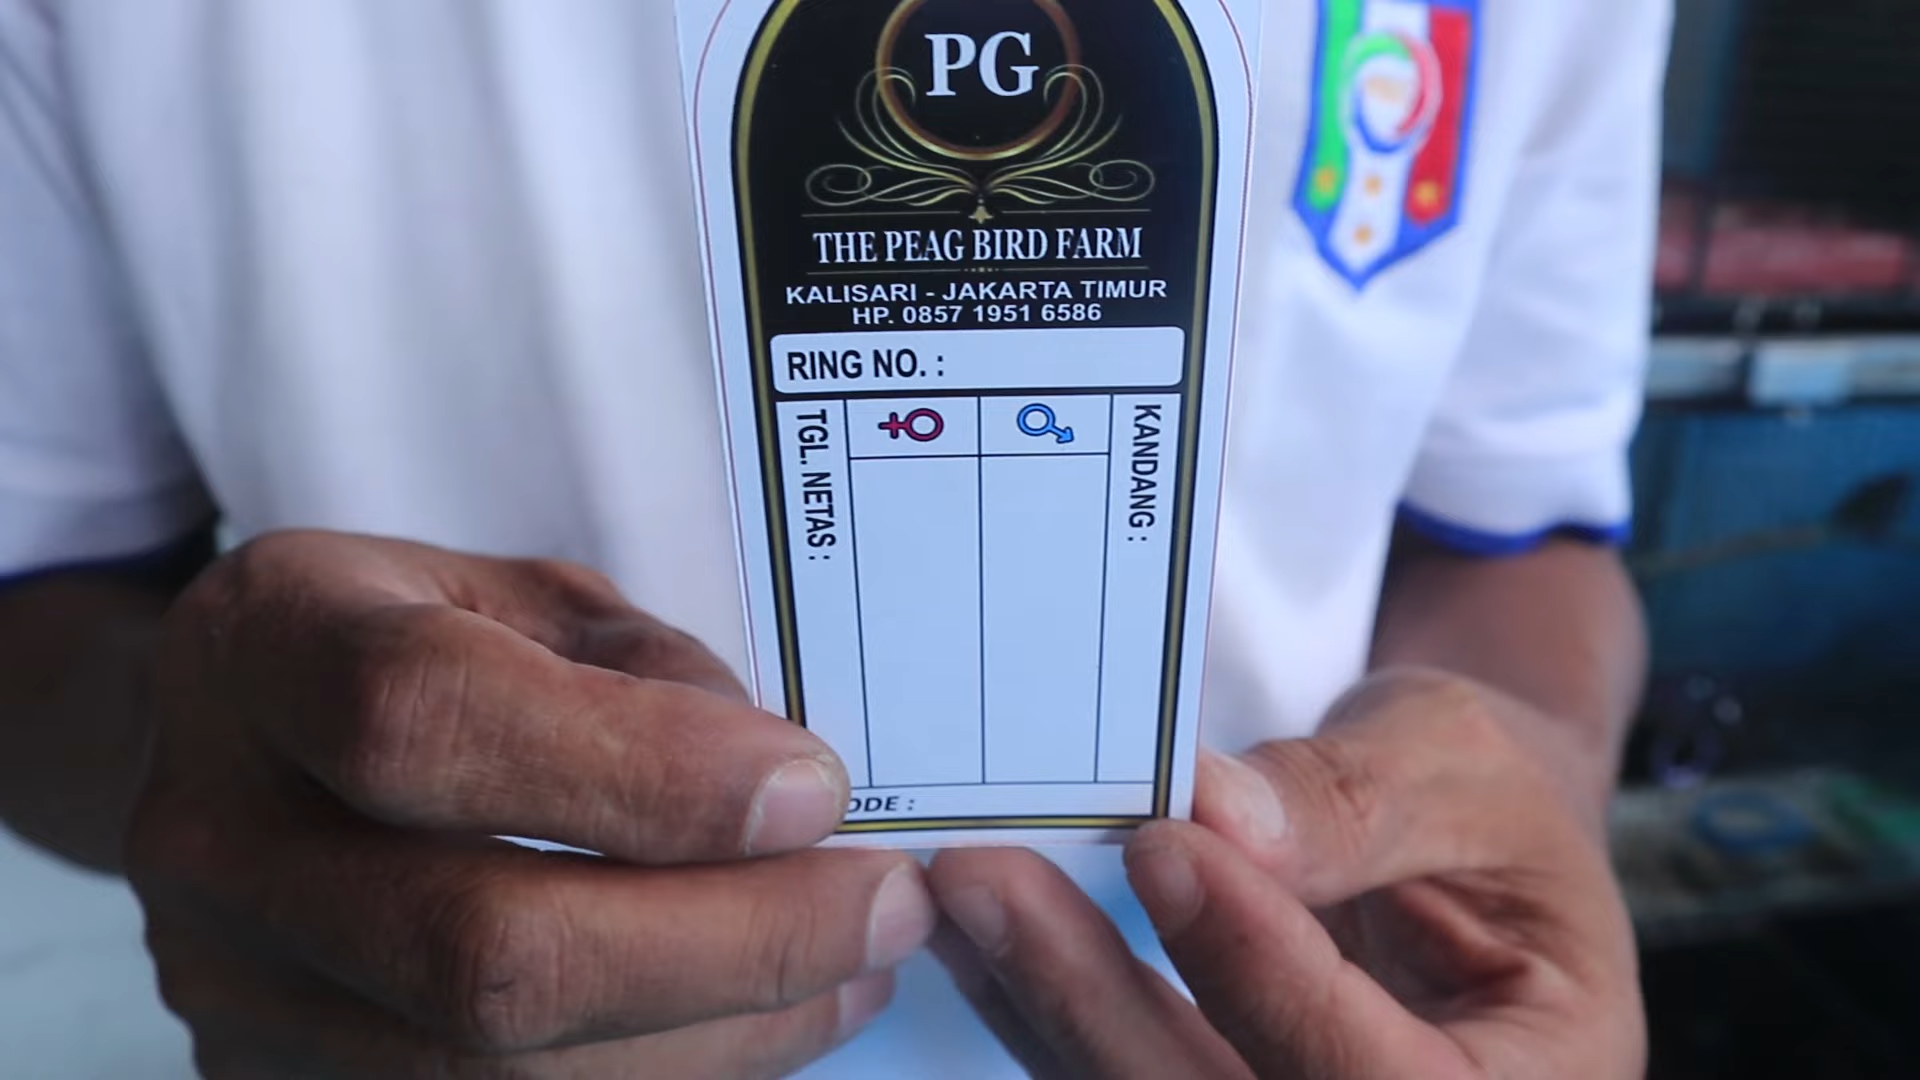 PG
THE PEAG BIRD FARM
KALISARI - JAKARTA TIMUR
HP. 0857 1951 6586
RING NO. :
TGL. NETAS :
KANDANG :